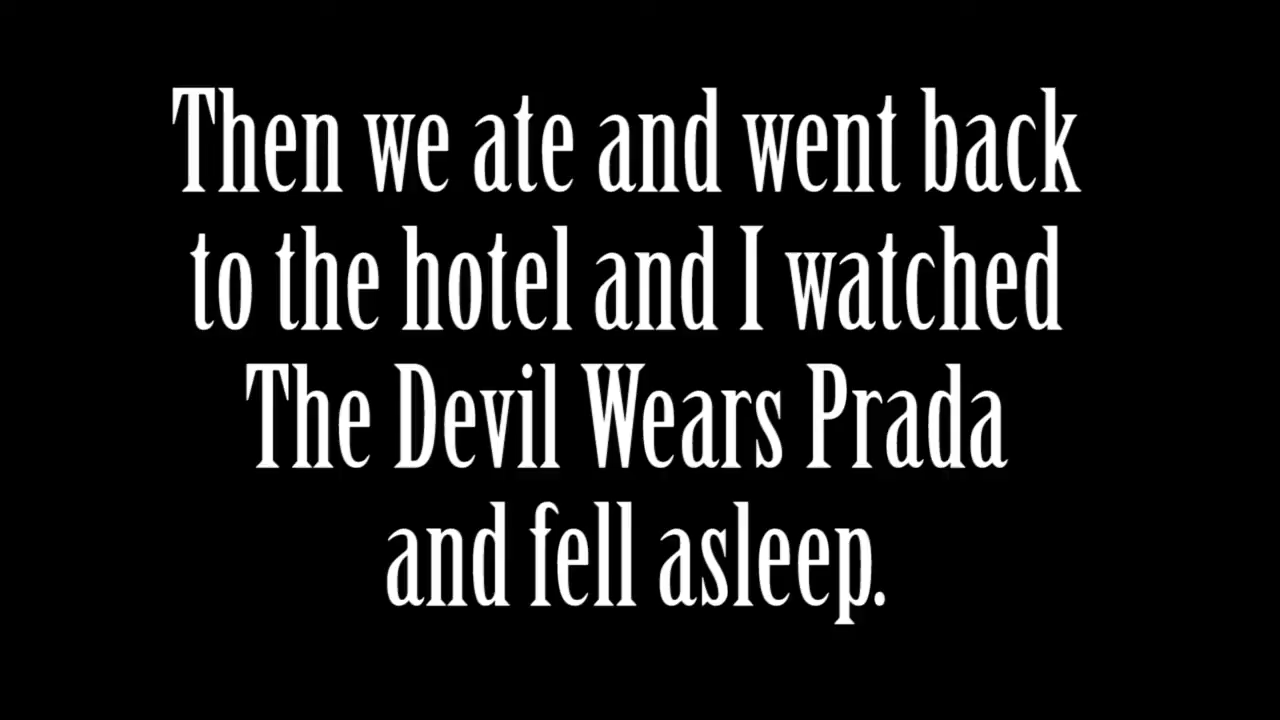 Then we ate and went back
to the hotel and I watched
The Devil Wears Prada
and fell asleep.